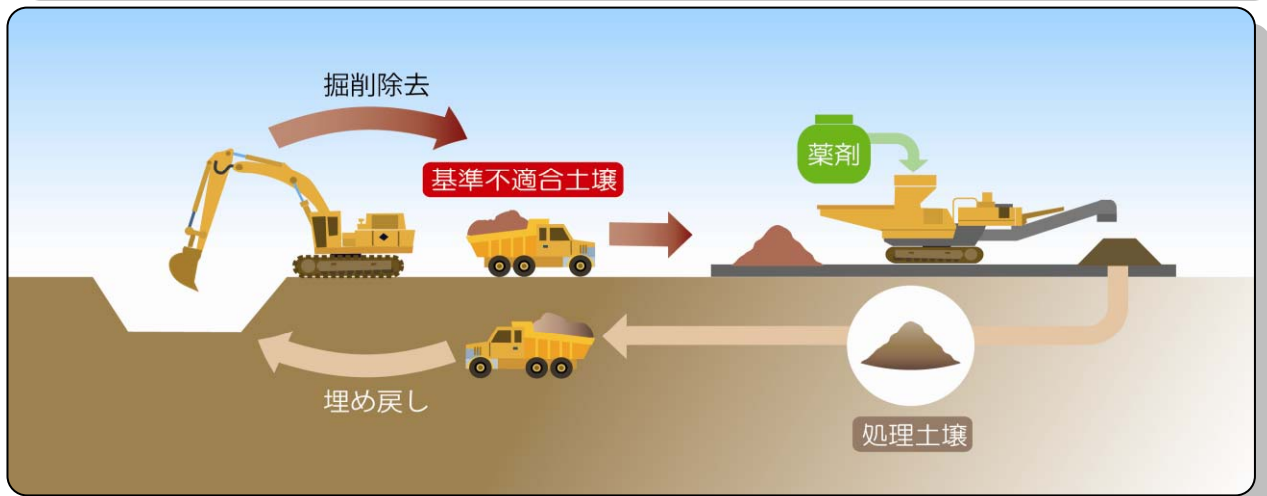 掘削除去
基準不適合土壌
薬剤
埋め戻し
処理土壌